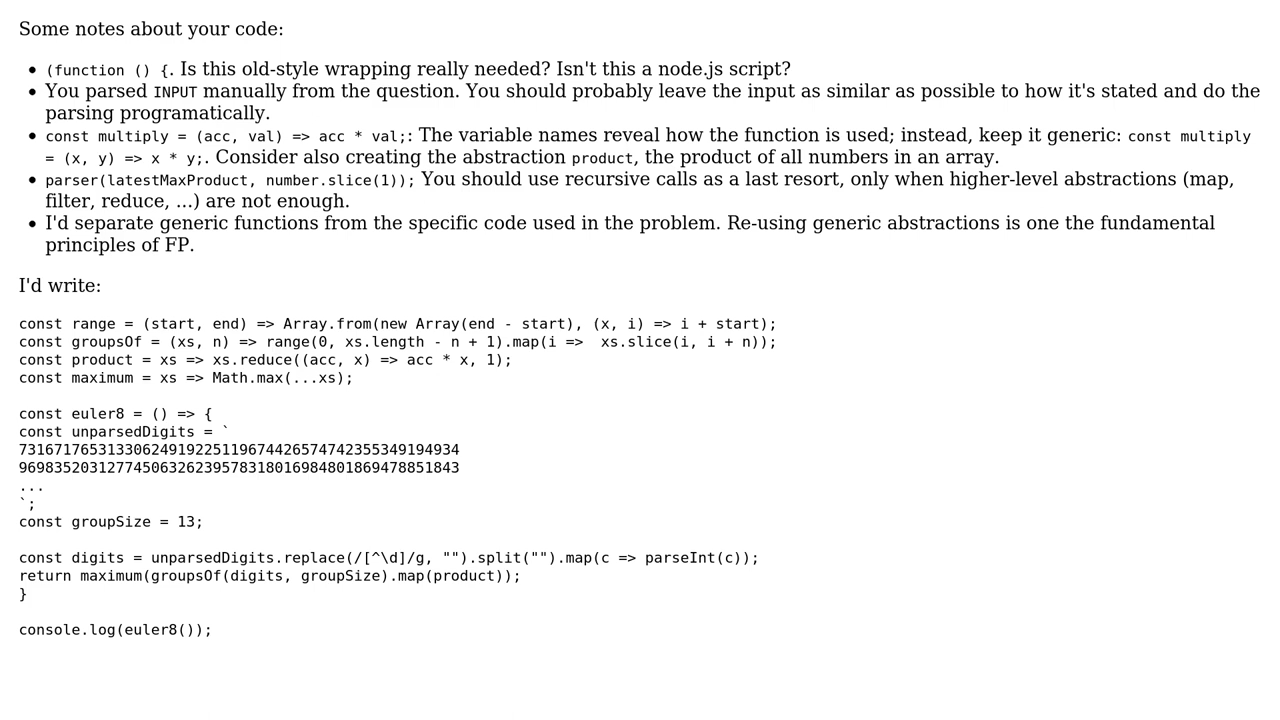 Some notes about your code:
• (function () {. Is this old-style wrapping really needed? Isn't this a node.js script?
• You parsed INPUT manually from the question. You should probably leave the input as similar as possible to how it's stated and do the
parsing programatically.
• const multiply = (acc, val) => acc * val;: The variable names reveal how the function is used; instead, keep it generic: const multiply
= (x, y) => x * y;. Consider also creating the abstraction product, the product of all numbers in an array.
• parser(latestMaxProduct, number.slice(1)); You should use recursive calls as a last resort, only when higher-level abstractions (map,
filter, reduce, ...) are not enough.
• I'd separate generic functions from the specific code used in the problem. Re-using generic abstractions is one the fundamental
principles of FP.
I'd write:
const range = (start, end) => Array.from(new Array(end - start), (x, i) => i + start);
const groupsOf = (xs, n) => range(0, xs.length - n + 1).map(i =>  xs.slice(i, i + n));
const product = xs => xs.reduce((acc, x) => acc * x, 1);
const maximum = xs => Math.max(...xs);
const euler8 = () => {
const unparsedDigits = `
73167176531330624919225119674426574742355349194934
96983520312774506326239578318016984801869478851843
...
`;
const groupSize = 13;
const digits = unparsedDigits.replace(/[^\d]/g, "").split("").map(c => parseInt(c));
return maximum(groupsOf(digits, groupSize).map(product));
}
console.log(euler8());